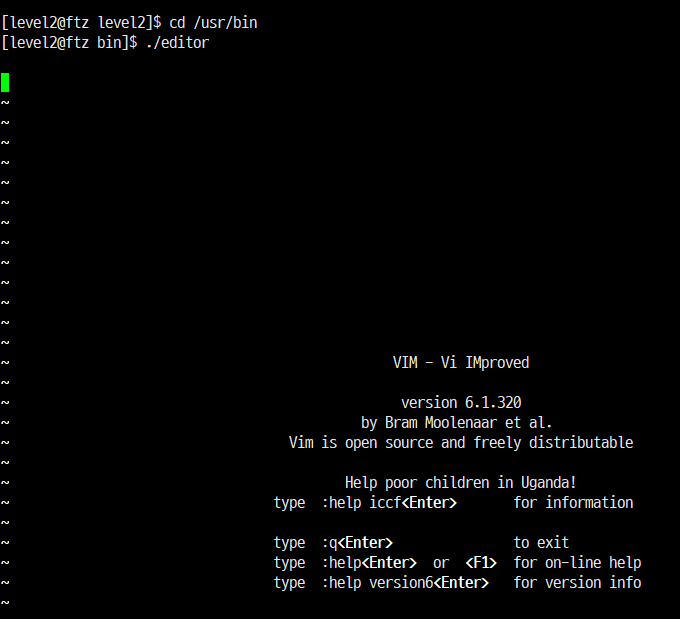 [level2@ftz level2]$ cd /usr/bin
[level2@ftz bin]$ ./editor
~
~
~
~
~
~
~
~
~
~
~
~
~
~ VIM - Vi IMproved
~
~ version 6.1.320
~ by Bram Moolenaar et al.
~ Vim is open source and freely distributable
~
~ Help poor children in Uganda!
~ type :help iccf<Enter> for information
~
~ type :q<Enter> to exit
~ type :help<Enter> or <F1> for on-line help
~ type :help version6<Enter> for version info
~